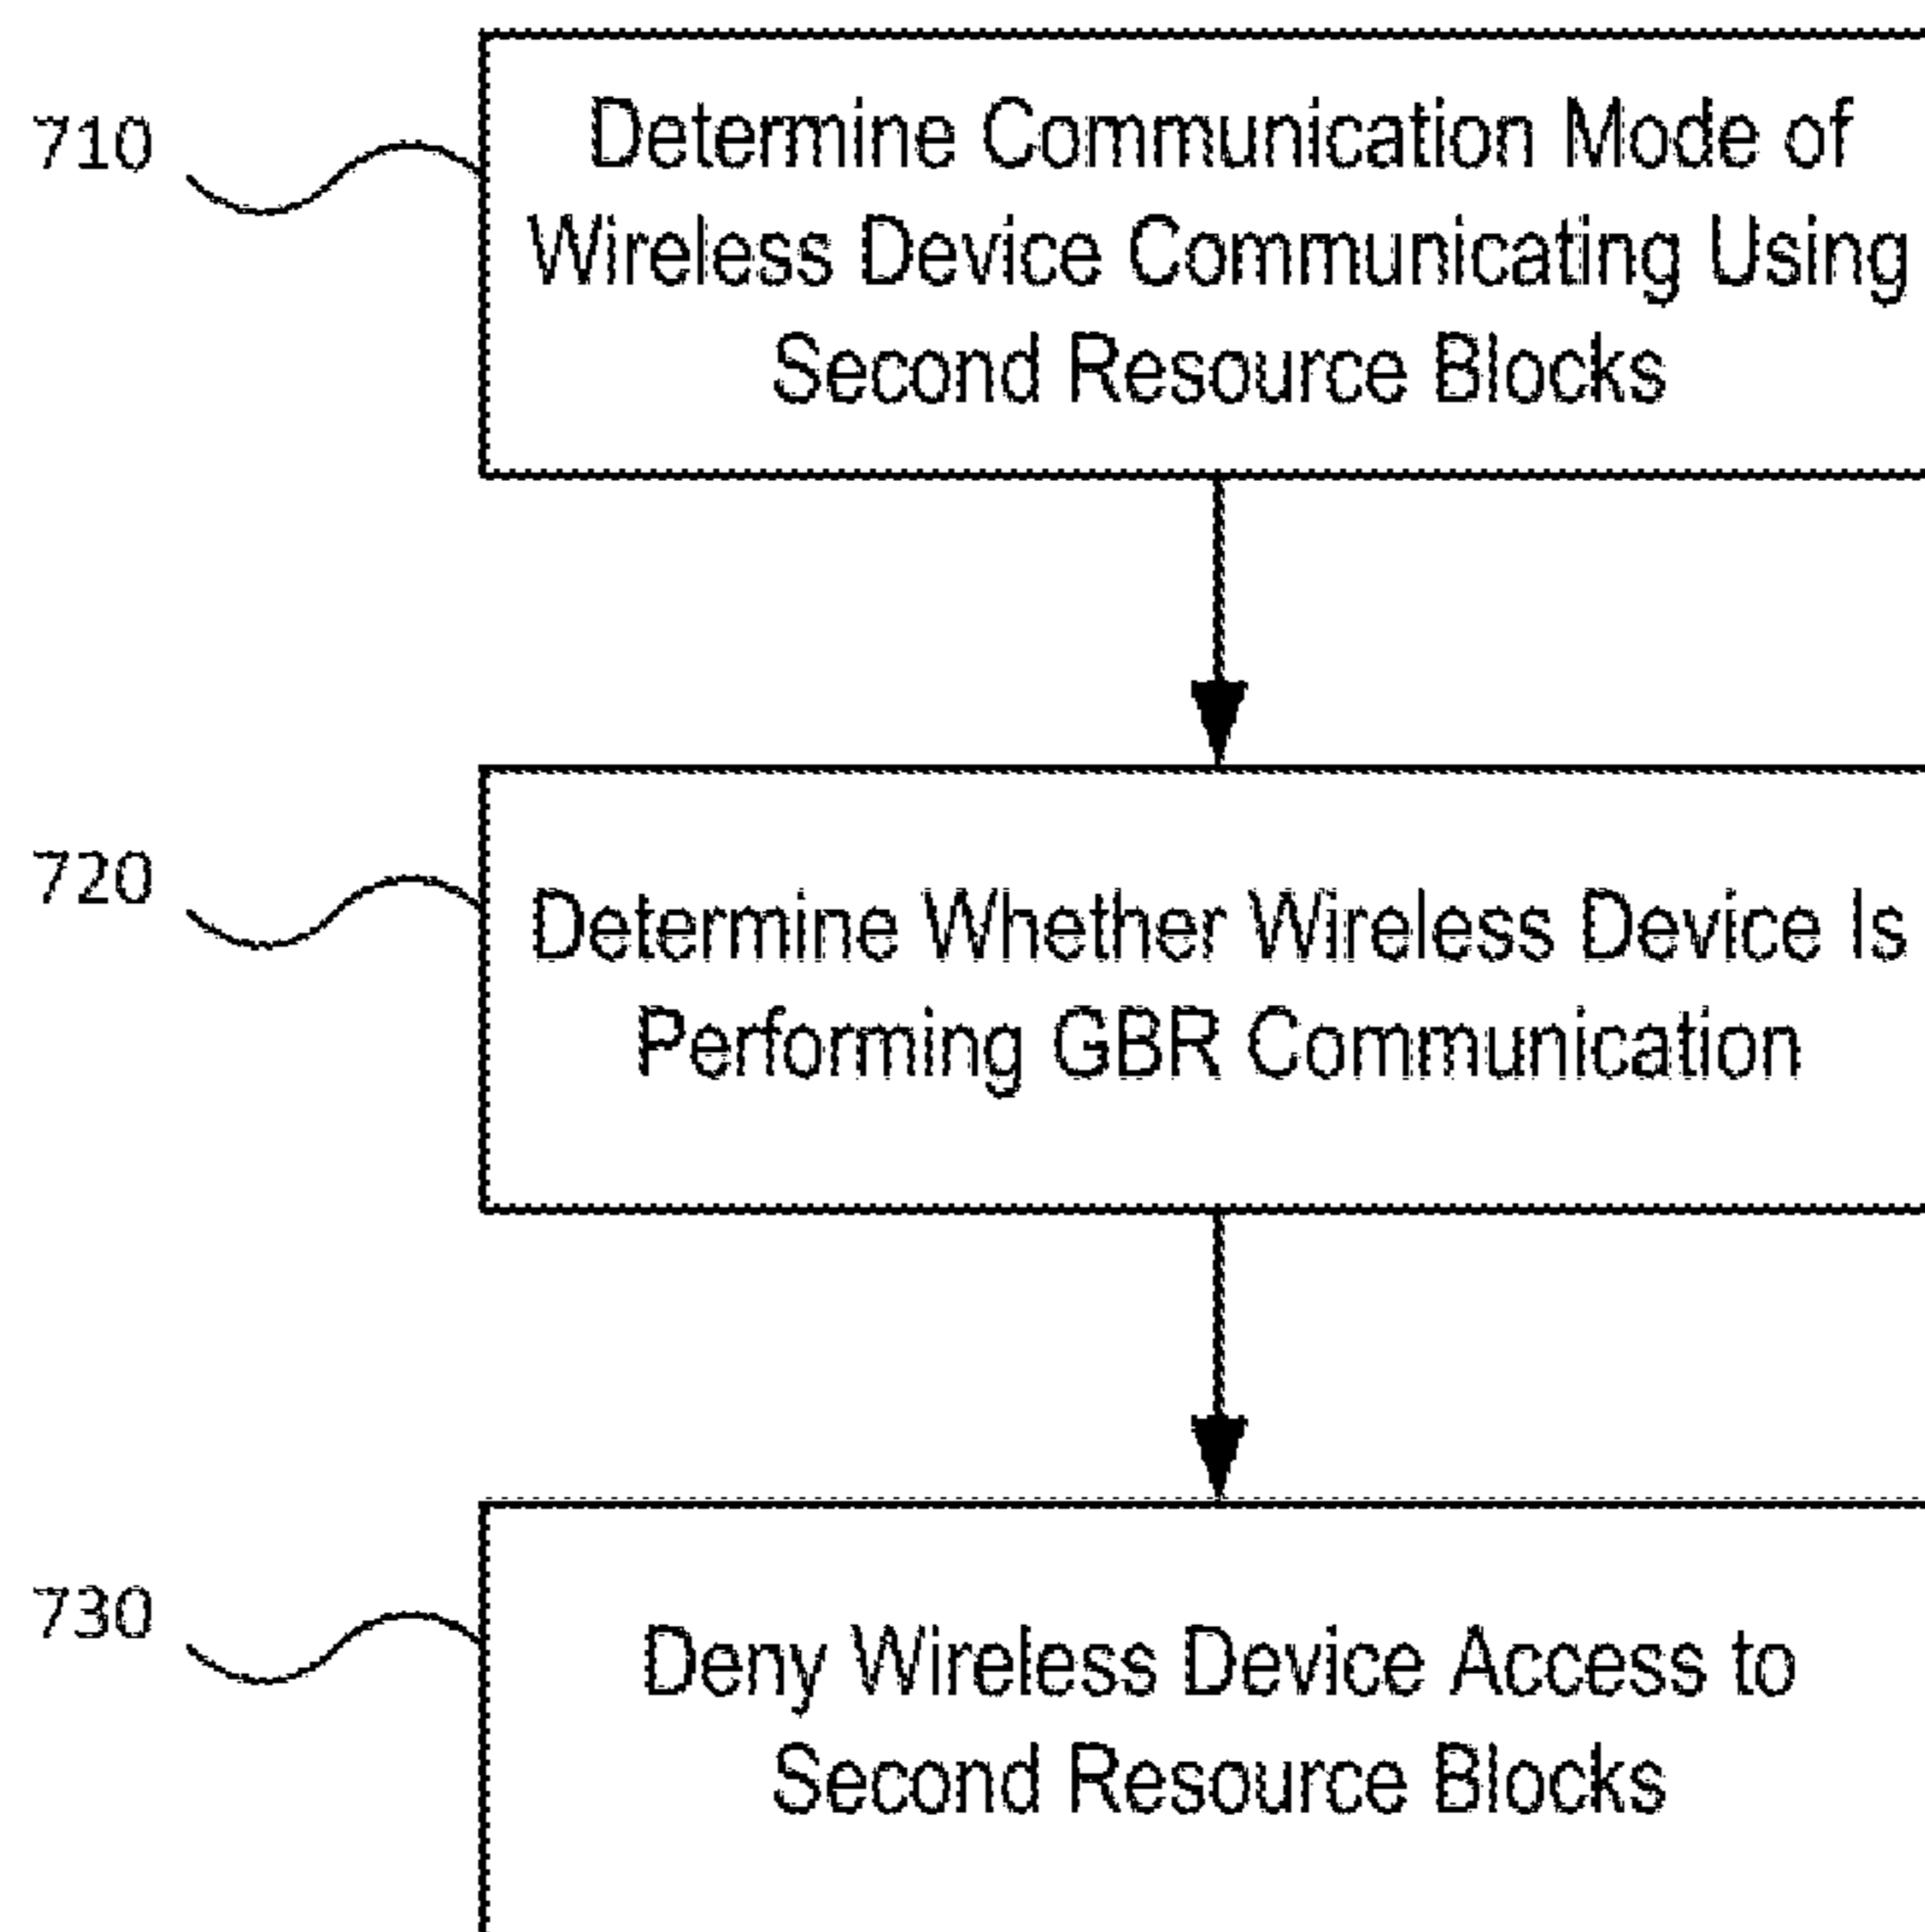 710
Determine Communication Mode of
Wireless Device Communicating Using
Second Resource Blocks
720
Determine Whether Wireless Device Is
Performing GBR Communication
730
Deny Wireless Device Access to
Second Resource Blocks